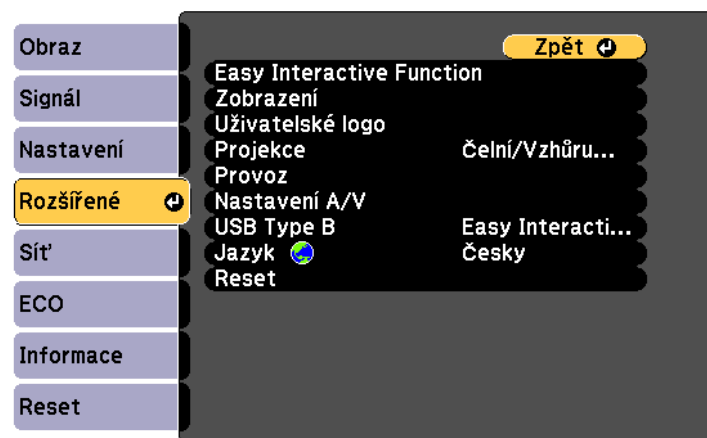 Obraz
Signál
Nastavení
Rozšířené
Síť
ECO
Informace
Reset
Zpět
Easy Interactive Function
Zobrazení
Uživatelské logo
Projekce Čelní/Vzhůru...
Provoz
Nastavení A/V
USB Type B Easy Interacti...
Jazyk Česky
Reset